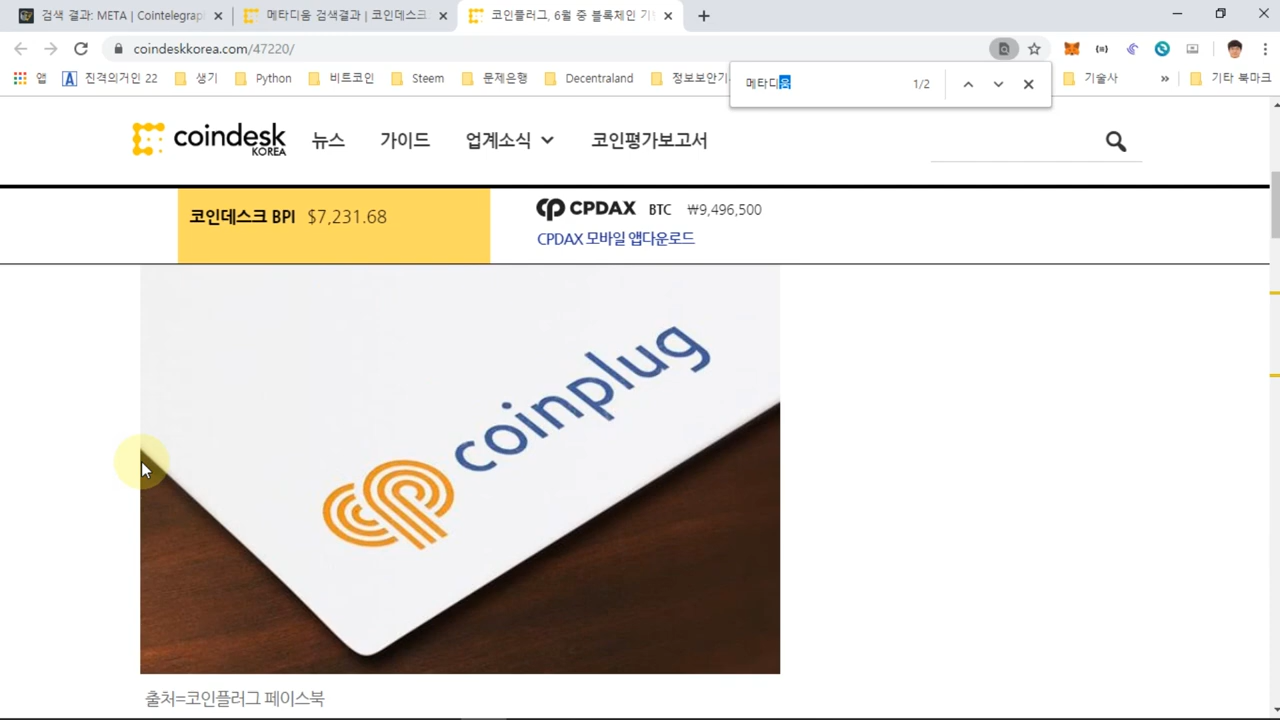 검색 결과: META | Cointelegraph
메타디움 검색결과 | 코인데스크
코인플러그, 6월 중 블록체인 기
coindeskkorea.com/47220/
앱 진격의거인 22 생기 Python 비트코인 Steem 문제은행 Decentraland 정보보안기 기술사 » 기타 북마크
메타디움 1/2
coindesk KOREA 뉴스 가이드 업계소식 코인평가보고서
코인데스크 BPI $7,231.68
CPDAX BTC ₩9,496,500
CPDAX 모바일 앱다운로드
coinplug
출처=코인플러그 페이스북